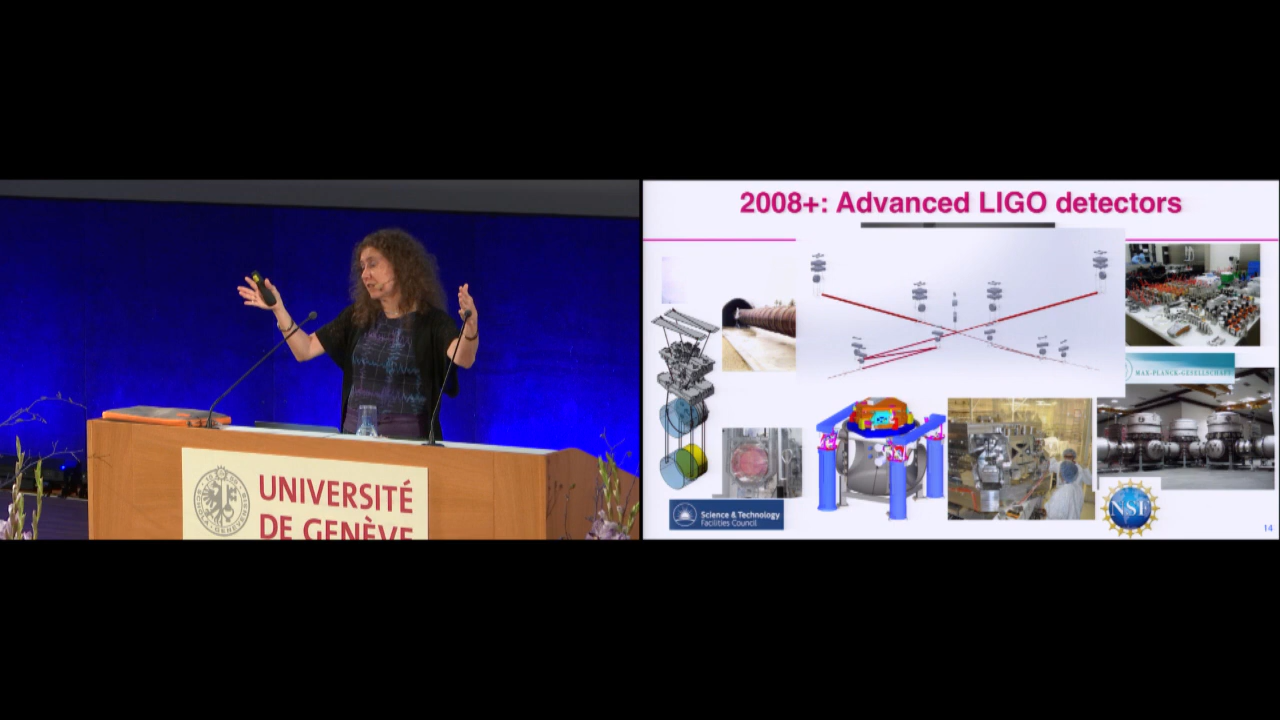 UNIVERSITÉ
DE GENÈVE
2008+: Advanced LIGO detectors
MAX-PLANCK-GESELLSCHAFT
Science & Technology
Facilities Council
NSF
14